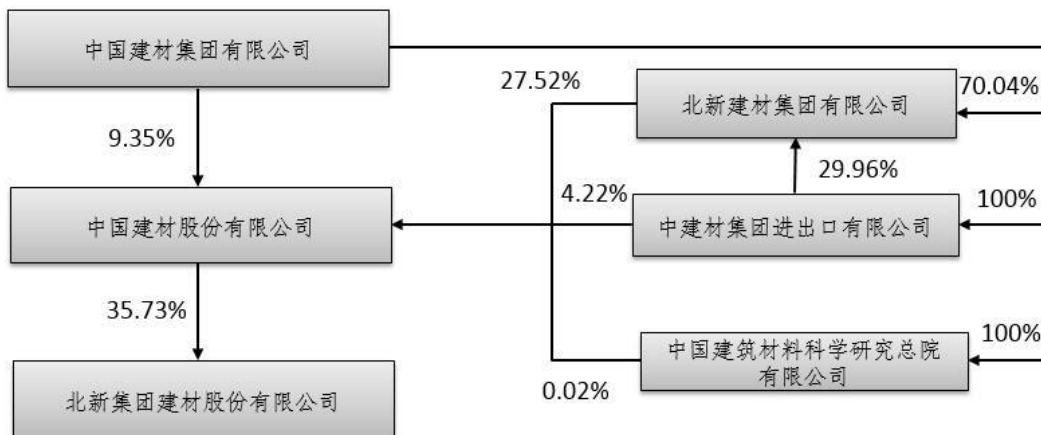 中国建材集团有限公司
27.52%
北新建材集团有限公司
70.04%
9.35%
29.96%
中国建材股份有限公司
4.22%
中建材集团进出口有限公司
100%
35.73%
中国建筑材料科学研究总院
有限公司
100%
0.02%
北新集团建材股份有限公司